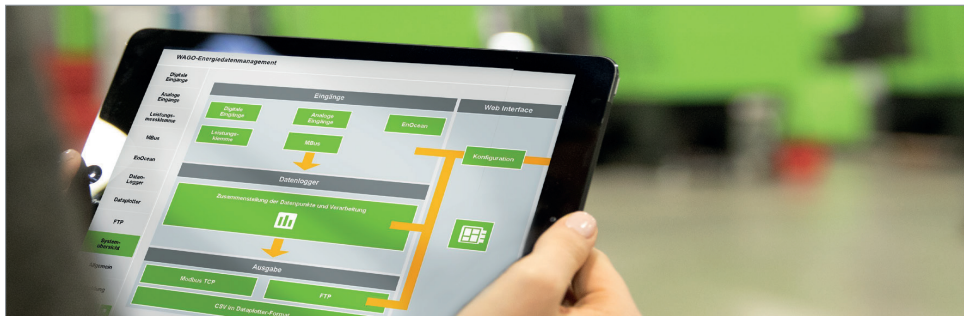 WAGO-Energiedatenmanagement
Digitale
Eingänge
Analoge
Eingänge
Leistungs-
messklemme
MBus
EnOcean
Daten-
Logger
Dataplotter
FTP
System-
übersicht
Eingänge
Digitale
Eingänge
Analoge
Eingänge
EnOcean
Leistungs-
klemme
MBus
Datenlogger
Zusammenstellung der Datenpunkte und Verarbeitung
Ausgabe
Modbus TCP
FTP
CSV im Dataplotter-Format
Web Interface
Konfiguration